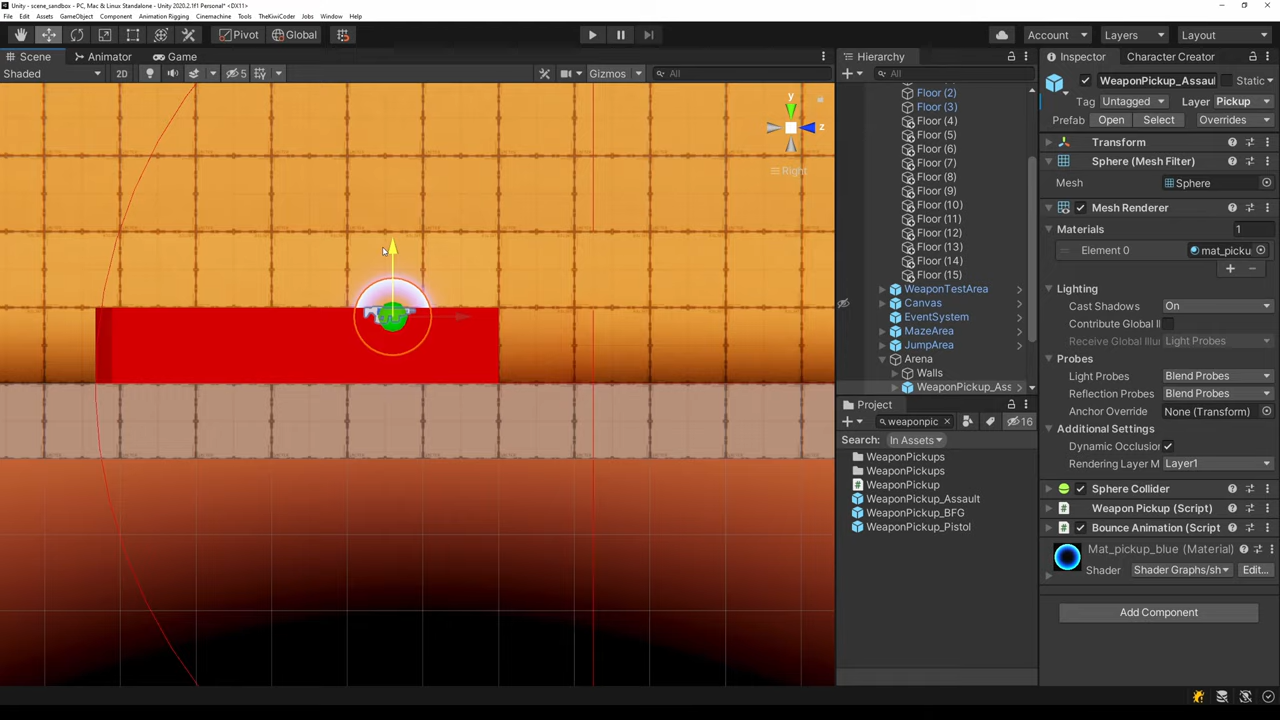 Unity - scene_sandbox - PC, Mac & Linux Standalone - Unity 2020.2.1f1 Personal* <DX11>
File Edit Assets GameObject Component Animation Rigging Cinemachine Tools TheKiwiCoder Jobs Window Help
Pivot Global Account Layers Layout
Scene Animator Game
Shaded 2D 5 Gizmos All
y
z
Right
Hierarchy
All
Floor (2)
Floor (3)
Floor (4)
Floor (5)
Floor (6)
Floor (7)
Floor (8)
Floor (9)
Floor (10)
Floor (11)
Floor (12)
Floor (13)
Floor (14)
Floor (15)
WeaponTestArea
Canvas
EventSystem
MazeArea
JumpArea
Arena
Walls
WeaponPickup_Ass
Project
weaponpic 16
Search: In Assets
WeaponPickups
WeaponPickups
WeaponPickup
WeaponPickup_Assault
WeaponPickup_BFG
WeaponPickup_Pistol
Inspector Character Creator
WeaponPickup_Assaul Static
Tag Untagged Layer Pickup
Prefab Open Select Overrides
Transform
Sphere (Mesh Filter)
Mesh Sphere
Mesh Renderer
Materials 1
Element 0 mat_picku
Lighting
Cast Shadows On
Contribute Global I
Receive Global Illur Light Probes
Probes
Light Probes Blend Probes
Reflection Probes Blend Probes
Anchor Override None (Transform)
Additional Settings
Dynamic Occlusion
Rendering Layer M Layer1
Sphere Collider
Weapon Pickup (Script)
Bounce Animation (Script
Mat_pickup_blue (Material)
Shader Shader Graphs/sh Edit...
Add Component